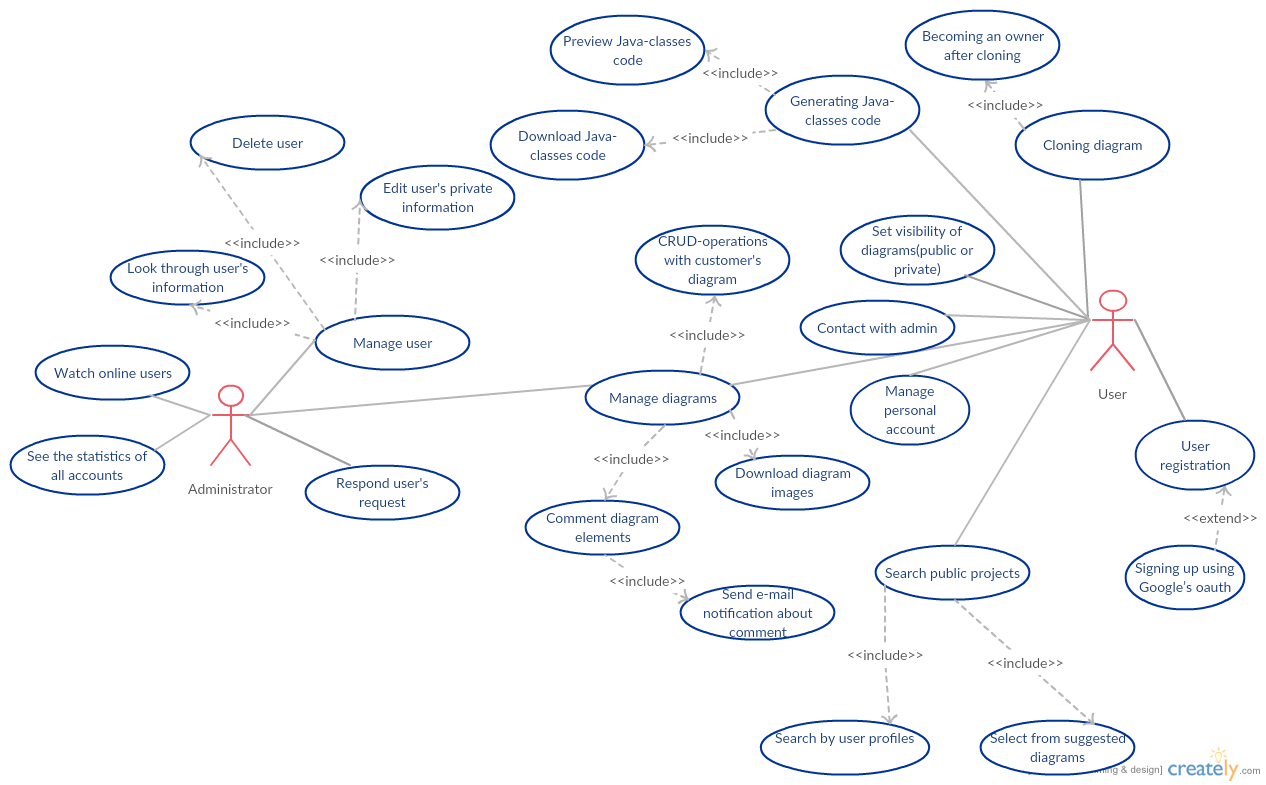 Preview Java-classes
code
Becoming an owner
after cloning
<<include>>
Generating Java-
classes code
<<include>>
Download Java-
classes code
<<include>>
Cloning diagram
Delete user
Edit user's private
information
<<include>>
<<include>>
Look through user's
information
<<include>>
CRUD-operations
with customer's
diagram
Set visibility of
diagrams(public or
private)
Contact with admin
<<include>>
Manage user
Watch online users
Manage diagrams
Manage
personal
account
User
See the statistics of
all accounts
Administrator
Respond user's
request
<<include>>
<<include>>
Download diagram
images
User
registration
<<extend>>
Comment diagram
elements
<<include>>
Send e-mail
notification about
comment
Search public projects
Signing up using
Google's oauth
<<include>>
<<include>>
Search by user profiles
Select from suggested
diagrams
& design]
creately.com